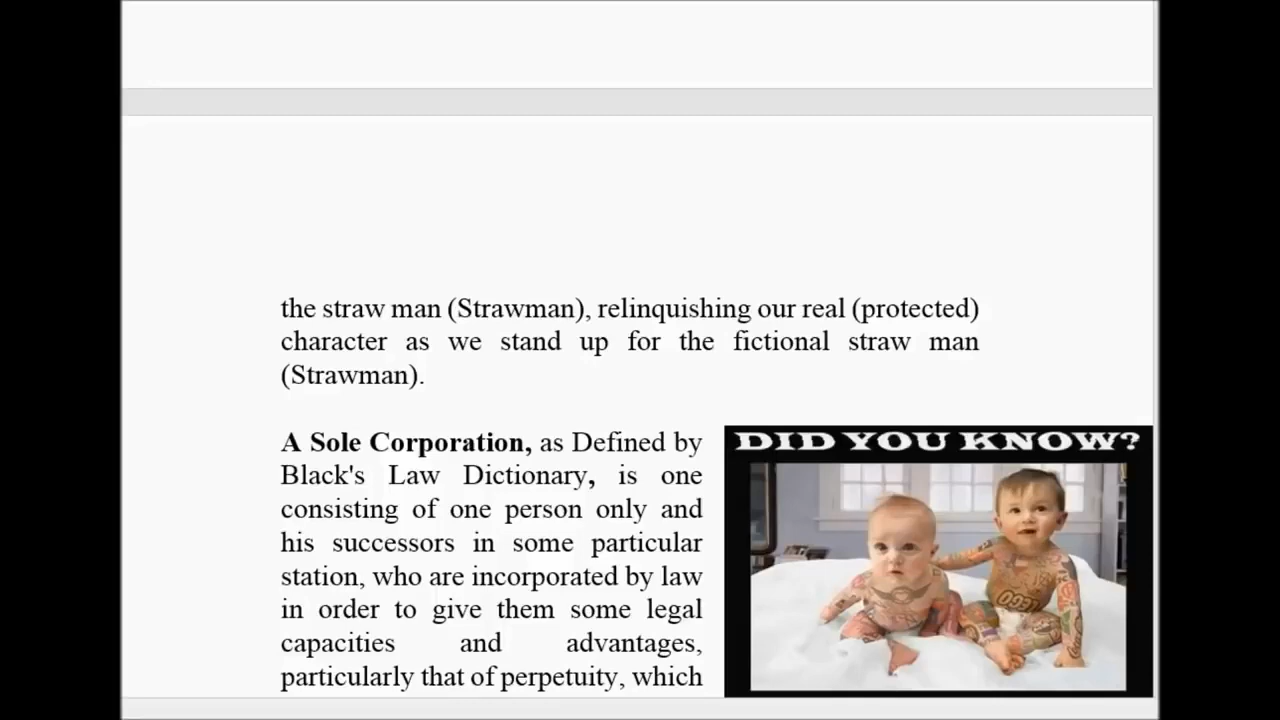 the straw man (Strawman), relinquishing our real (protected)
character as we stand up for the fictional straw man
(Strawman).
A Sole Corporation, as Defined by
Black's Law Dictionary, is one
consisting of one person only and
his successors in some particular
station, who are incorporated by law
in order to give them some legal
capacities and advantages,
particularly that of perpetuity, which
DID YOU KNOW?